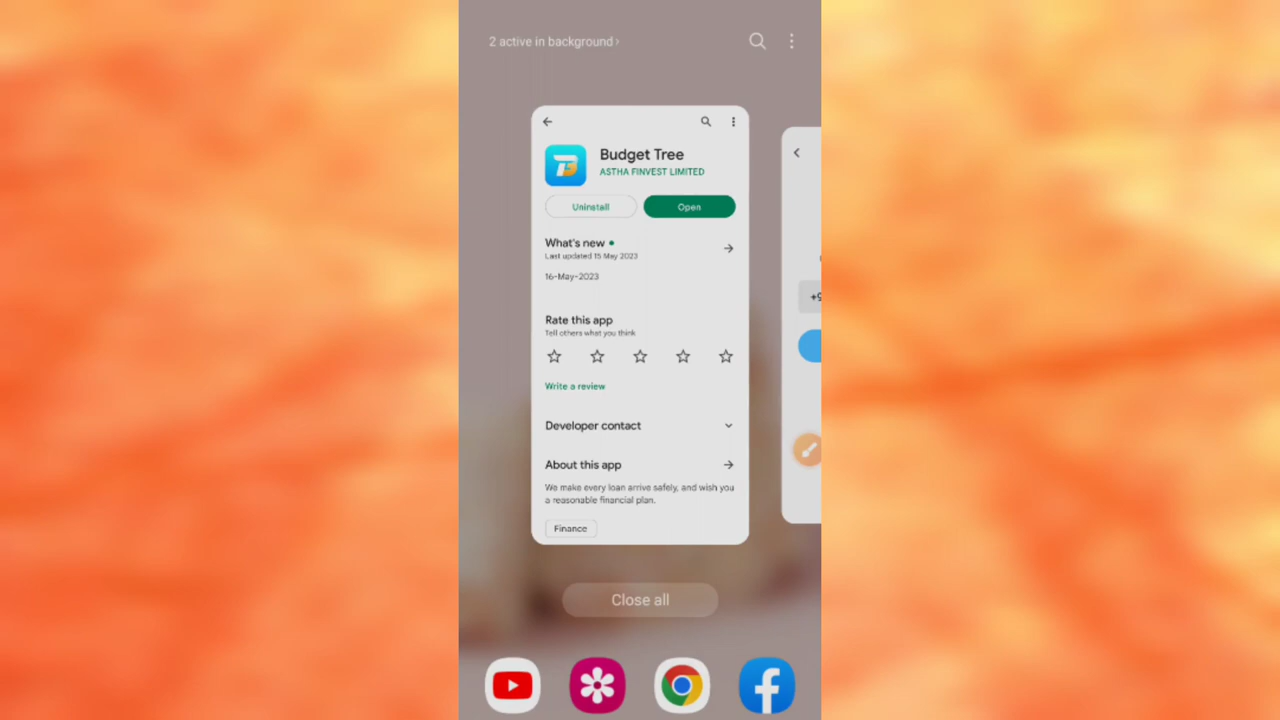 2 active in background ›
Budget Tree
ASTHA FINVEST LIMITED
Uninstall
Open
What's new
Last updated 15 May 2023
16-May-2023
Rate this app
Tell others what you think
Write a review
Developer contact
About this app
We make every loan arrive safely, and wish you
a reasonable financial plan.
Finance
+9
Close all